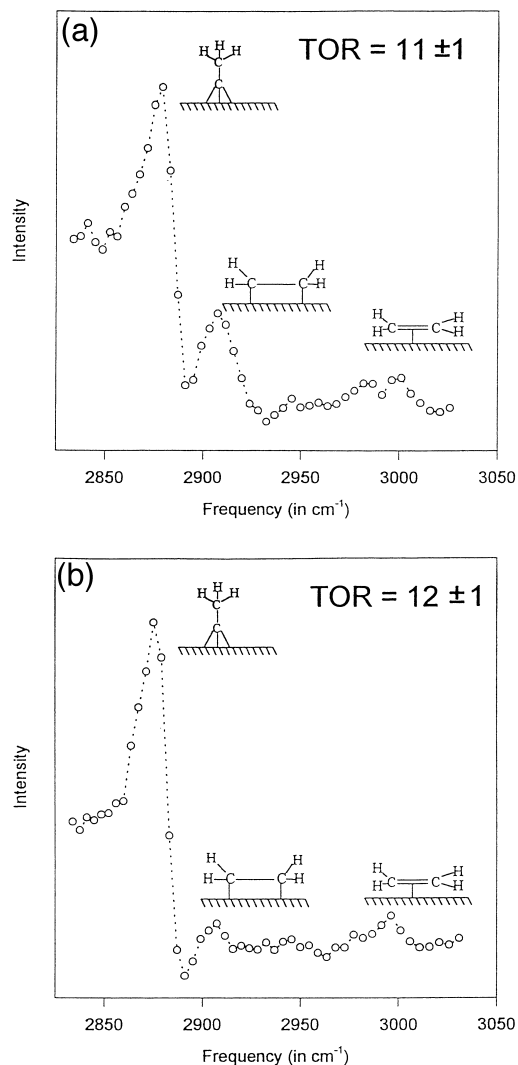 (a)
TOR = 11 ±1
H
H H
C
C
H H
H C C H
H H
C C
H H
Intensity
2850 2900 2950 3000 3050
Frequency (in cm⁻¹)
(b)
TOR = 12 ±1
H
H H
C
C
H H
H C C H
H H
C C
H H
Intensity
2850 2900 2950 3000 3050
Frequency (in cm⁻¹)